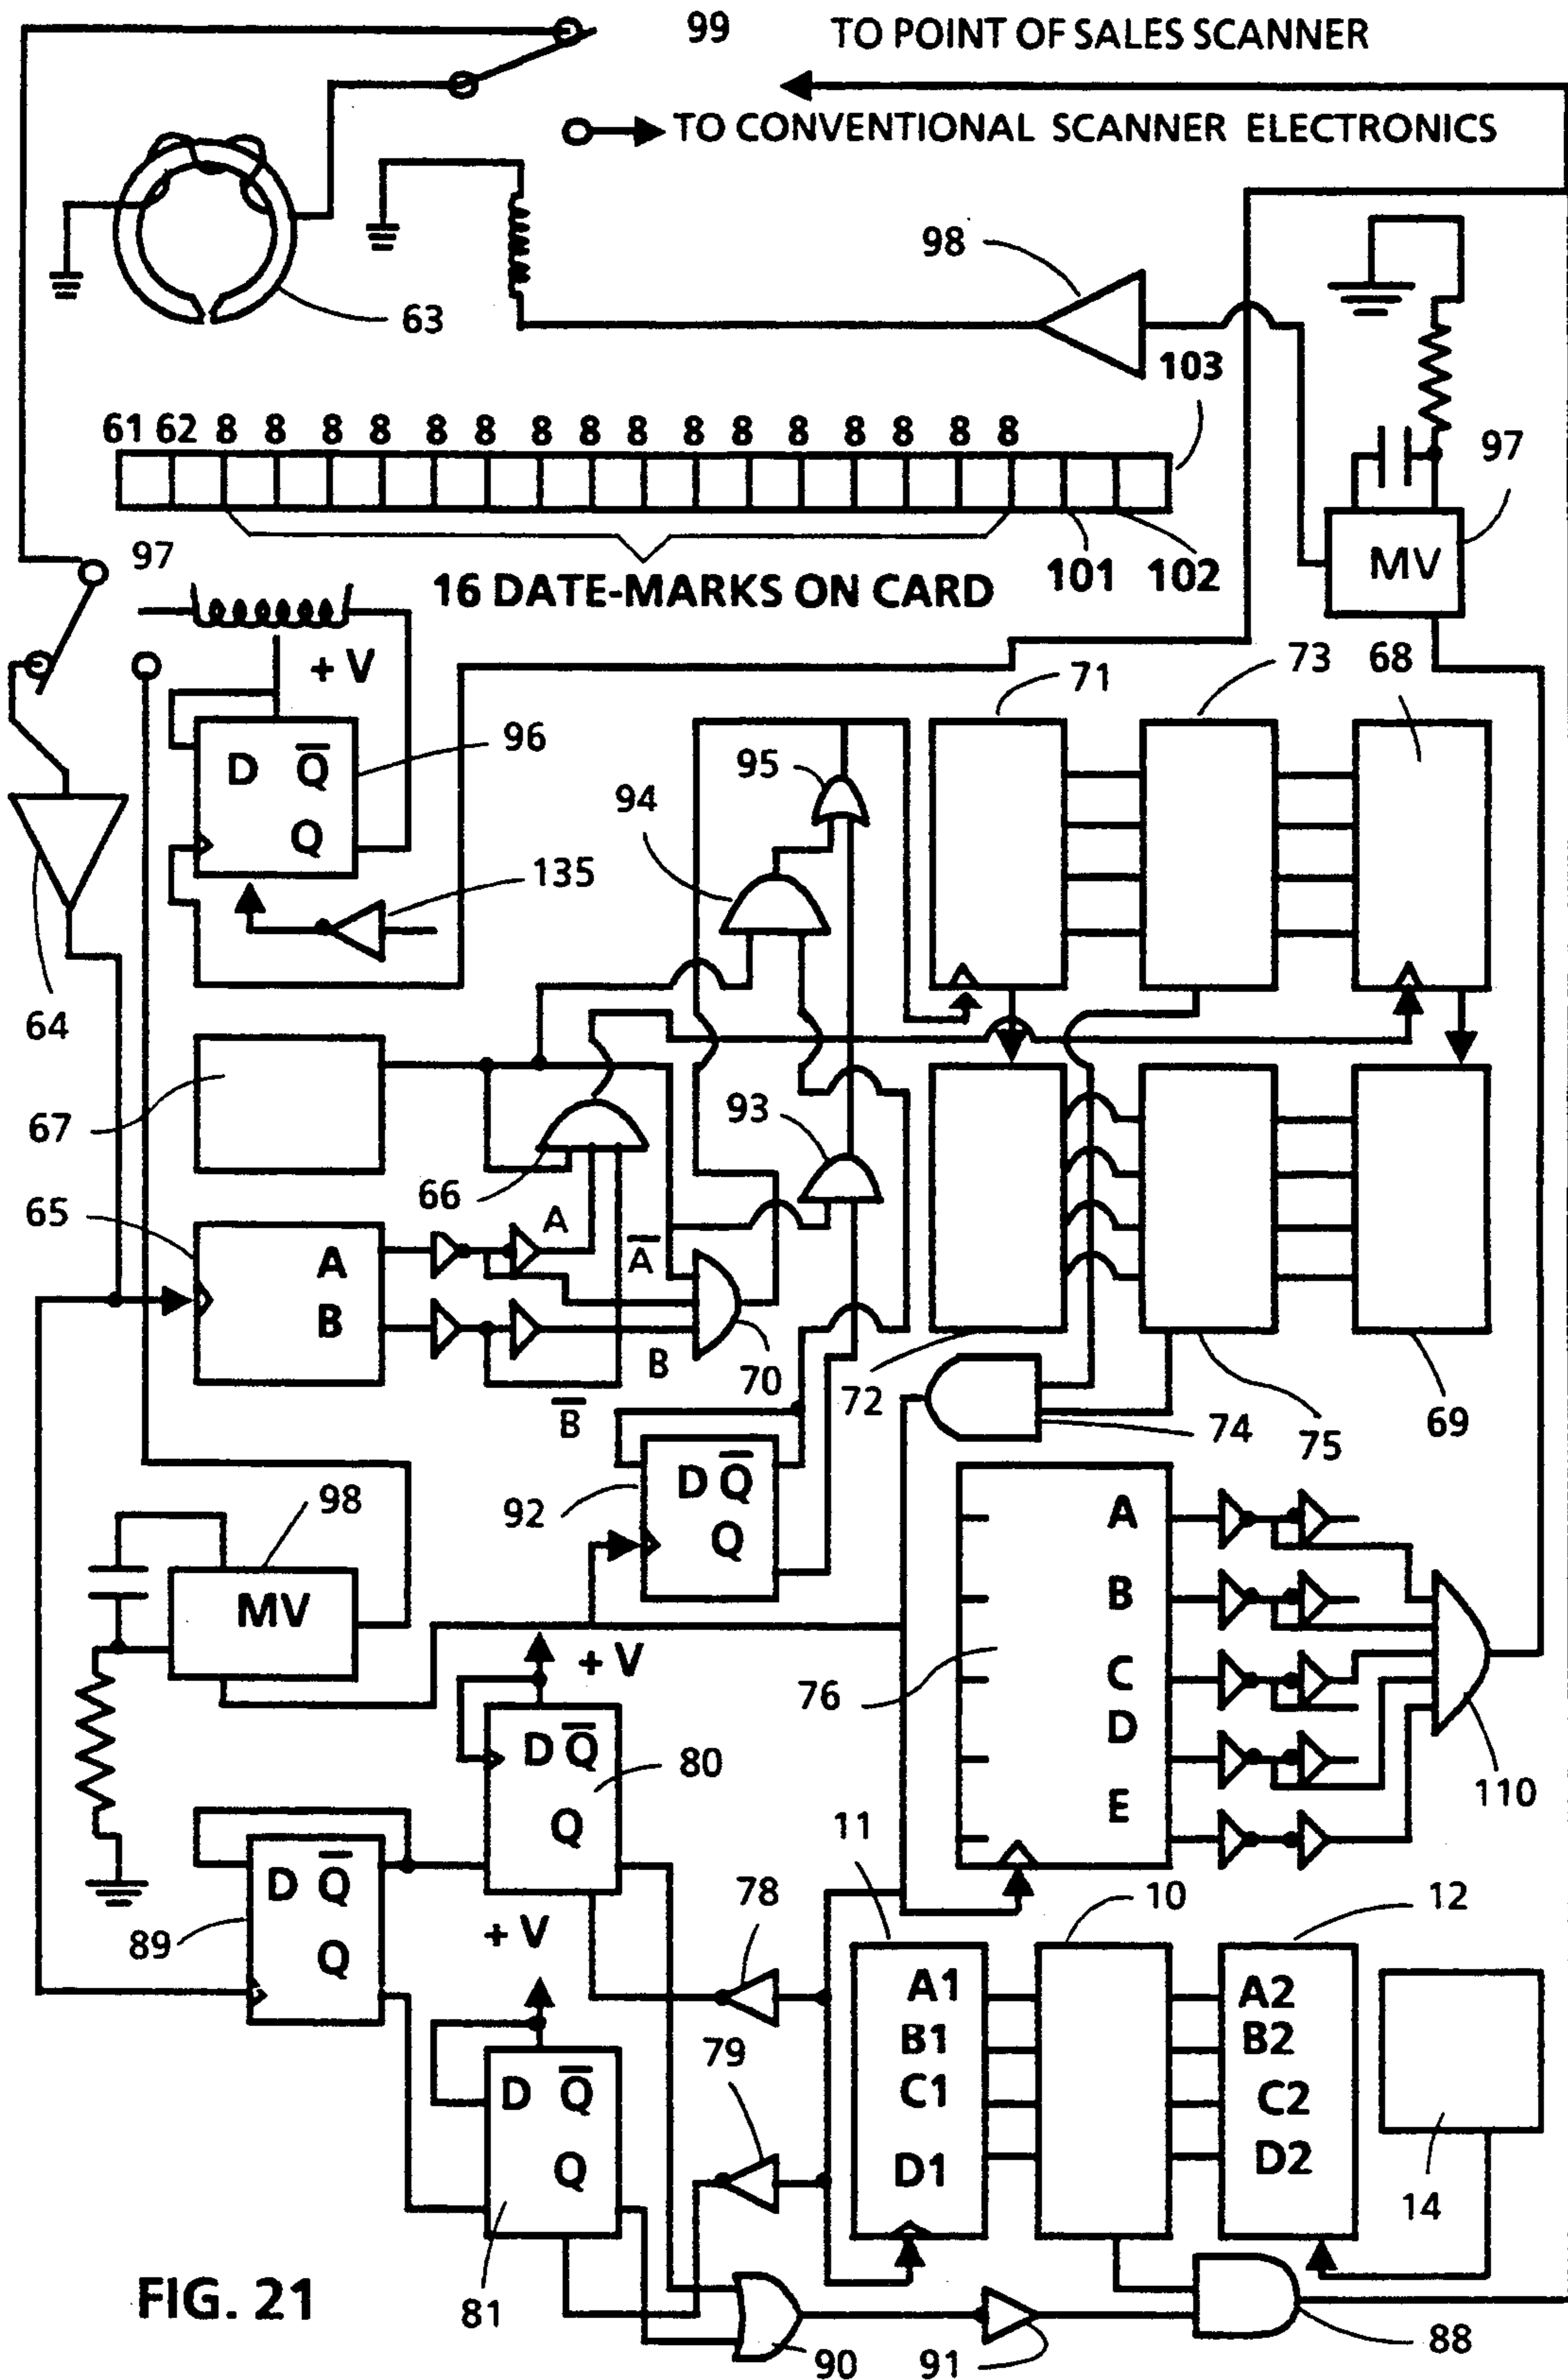 99 TO POINT OF SALES SCANNER
TO CONVENTIONAL SCANNER ELECTRONICS
98
63
103
61 62 8 8 8 8 8 8 8 8 8 8 8 8 8 8 8 8
97
97
MV
16 DATE-MARKS ON CARD
101 102
+ V
71
73
68
D Q̅
Q
96
95
94
135
64
67
93
66
65
A
A̅
A
B
B
B̅
70
72
74
75
69
98
92
D Q̅
Q
A
MV
B
+ V
C
76
D
E
D Q̅
80
Q
110
11
10
12
D Q̅
Q
89
+ V
78
A1
B1
C1
D1
A2
B2
C2
D2
79
D Q̅
Q
14
81
FIG. 21
90
91
88